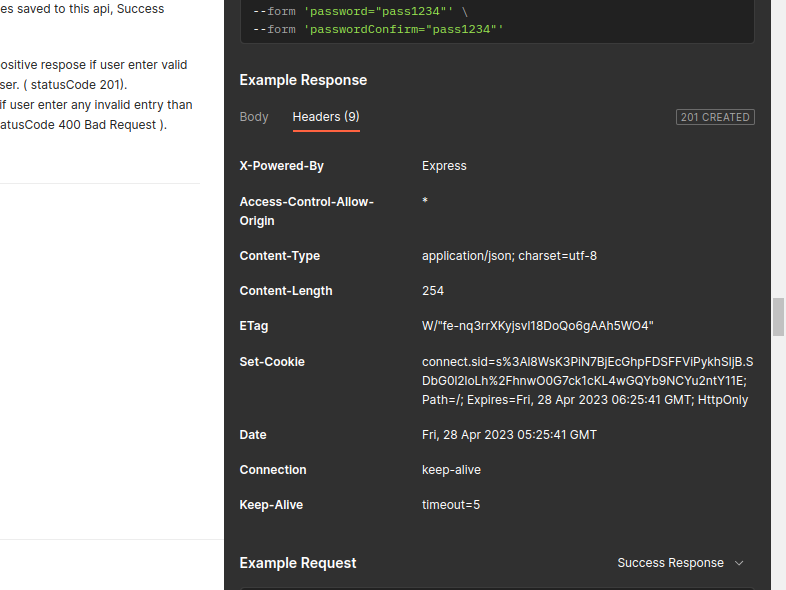 es saved to this api, Success
ositive respose if user enter valid
ser. ( statusCode 201).
if user enter any invalid entry than
atusCode 400 Bad Request ).
--form 'password="pass1234"' \
--form 'passwordConfirm="pass1234"'
Example Response
Body Headers (9) 201 CREATED
X-Powered-By Express
Access-Control-Allow- *
Origin
Content-Type application/json; charset=utf-8
Content-Length 254
ETag W/"fe-nq3rrXKyjsvl18DoQo6gAAh5WO4"
Set-Cookie connect.sid=s%3Al8WsK3PiN7BjEcGhpFDSFFViPykhSljB.S
DbG0I2loLh%2FhnwO0G7ck1cKL4wGQYb9NCYu2ntY11E;
Path=/; Expires=Fri, 28 Apr 2023 06:25:41 GMT; HttpOnly
Date Fri, 28 Apr 2023 05:25:41 GMT
Connection keep-alive
Keep-Alive timeout=5
Example Request Success Response